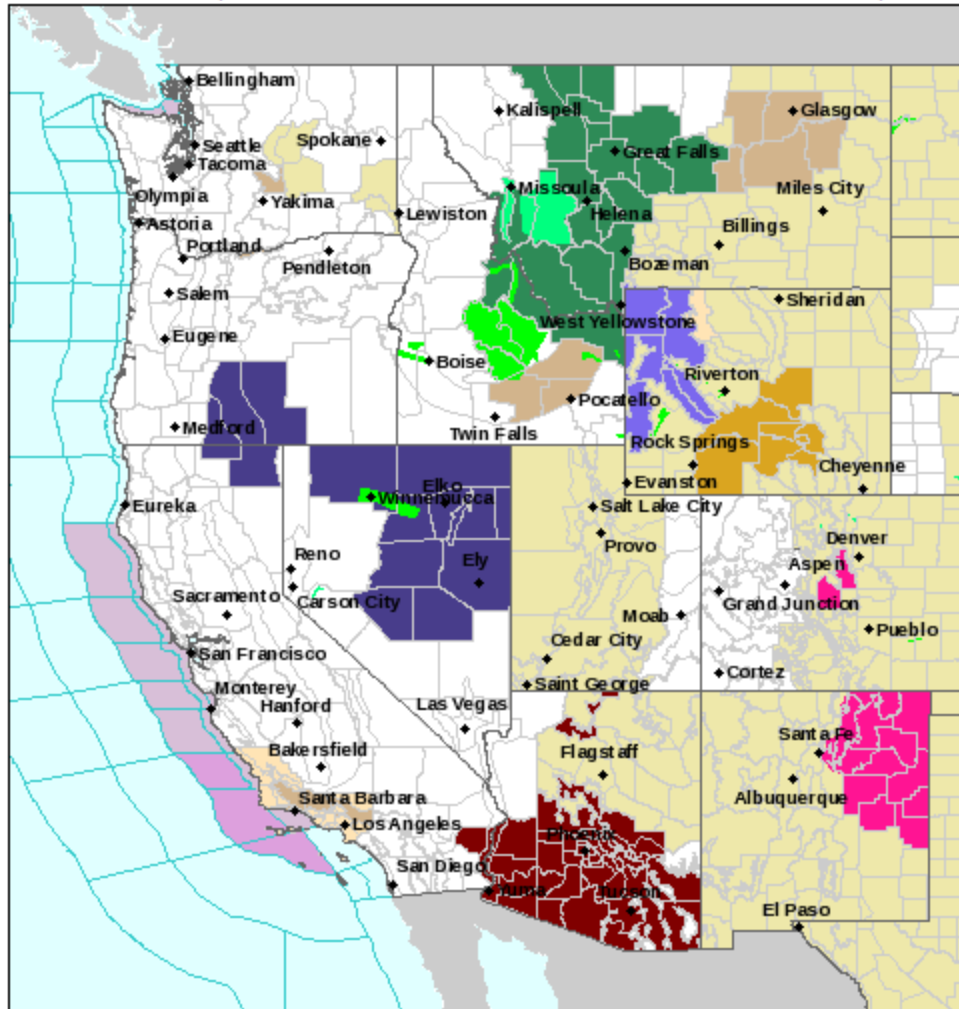 Bellingham
Kalispell
Glasgow
Spokane
Seattle
Great Falls
Tacoma
Missoula
Miles City
Olympia
Yakima
Helena
Lewiston
Astoria
Billings
Portland
Pendleton
Bozeman
Salem
Sheridan
West Yellowstone
Eugene
Boise
Riverton
Pocatello
Medford
Twin Falls
Rock Springs
Cheyenne
Elko
Evanston
Winnemucca
Eureka
Salt Lake City
Provo
Denver
Reno
Ely
Aspen
Sacramento
Carson City
Grand Junction
Moab
Pueblo
Cedar City
San Francisco
Cortez
Saint George
Monterey
Hanford
Las Vegas
Santa Fe
Bakersfield
Flagstaff
Santa Barbara
Albuquerque
Los Angeles
Phoenix
San Diego
Yuma
Tucson
El Paso